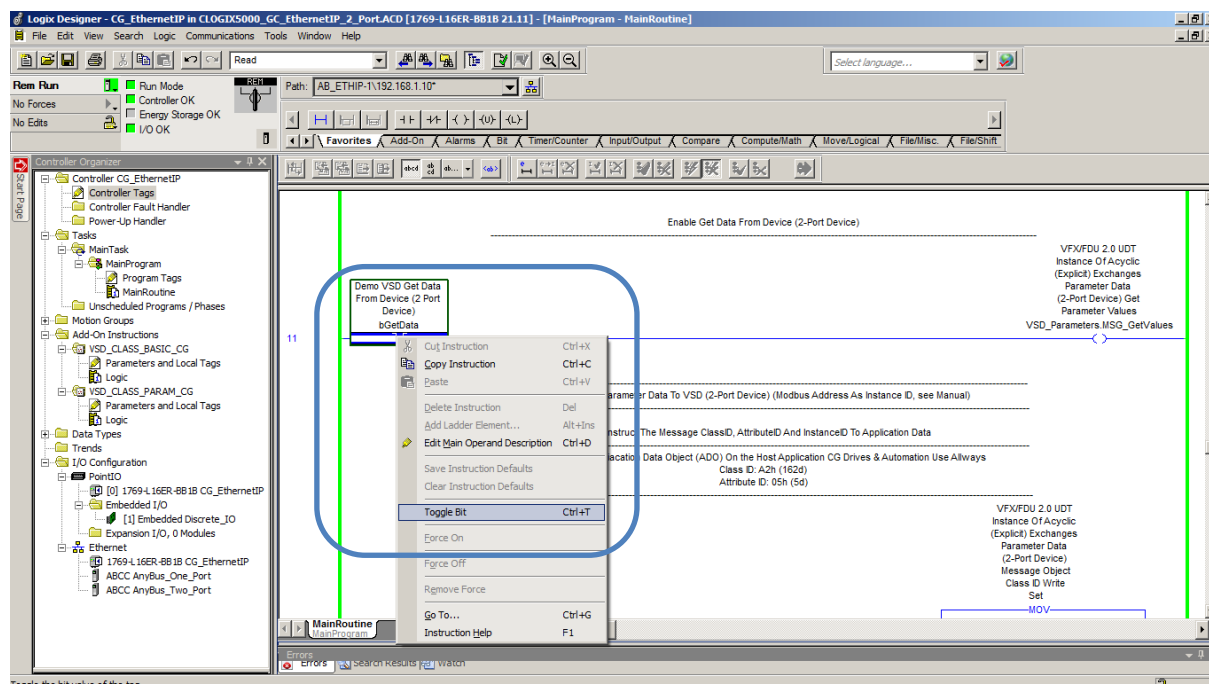 Logix Designer - CG_EthernetIP in CLOGIX5000_GC_EthernetIP_2_Port.ACD [1769-L16ER-BB1B 21.11] - [MainProgram - MainRoutine]
File Edit View Search Logic Communications Tools Window Help
Read
Select language...
Rem Run
Run Mode
REM
Path: AB_ETHIP-1\192.168.1.10*
No Forces
Controller OK
Energy Storage OK
No Edits
I/O OK
Favorites Add-On Alarms Bit Timer/Counter Input/Output Compare Compute/Math Move/Logical File/Misc. File/Shift
Start Page
Controller Organizer
Controller CG_EthernetIP
Controller Tags
Controller Fault Handler
Power-Up Handler
Tasks
MainTask
MainProgram
Program Tags
MainRoutine
Unscheduled Programs / Phases
Motion Groups
Add-On Instructions
VSD_CLASS_BASIC_CG
Parameters and Local Tags
Logic
VSD_CLASS_PARAM_CG
Parameters and Local Tags
Logic
Data Types
Trends
I/O Configuration
PointIO
[0] 1769-L16ER-BB1B CG_EthernetIP
Embedded I/O
[1] Embedded Discrete_IO
Expansion I/O, 0 Modules
Ethernet
1769-L16ER-BB1B CG_EthernetIP
ABCC AnyBus_One_Port
ABCC AnyBus_Two_Port
Enable Get Data From Device (2-Port Device)
VFX/FDU 2.0 UDT
Instance Of Acyclic
(Explicit) Exchanges
Parameter Data
(2-Port Device) Get
Parameter Values
VSD_Parameters.MSG_GetValues
Demo VSD Get Data
From Device (2 Port
Device)
bGetData
11
Cut Instruction Ctrl+X
Copy Instruction Ctrl+C
Paste Ctrl+V
Delete Instruction Del
Add Ladder Element... Alt+Ins
Edit Main Operand Description Ctrl+D
Save Instruction Defaults
Clear Instruction Defaults
Toggle Bit Ctrl+T
Force On
Force Off
Remove Force
Go To... Ctrl+G
Instruction Help F1
Data To VSD (2-Port Device) (Modbus Address As Instance ID, see Manual)
The Message ClassID, AttributeID And InstanceID To Application Data
Data Object (ADO) On the Host Application CG Drives & Automation Use Allways
Class ID: A2h (162d)
Attribute ID: 05h (5d)
VFX/FDU 2.0 UDT
Instance Of Acyclic
(Explicit) Exchanges
Parameter Data
(2-Port Device)
Message Object
Class ID Write
Set
MOV
MainRoutine
MainProgram
Errors
Errors Search Results Watch